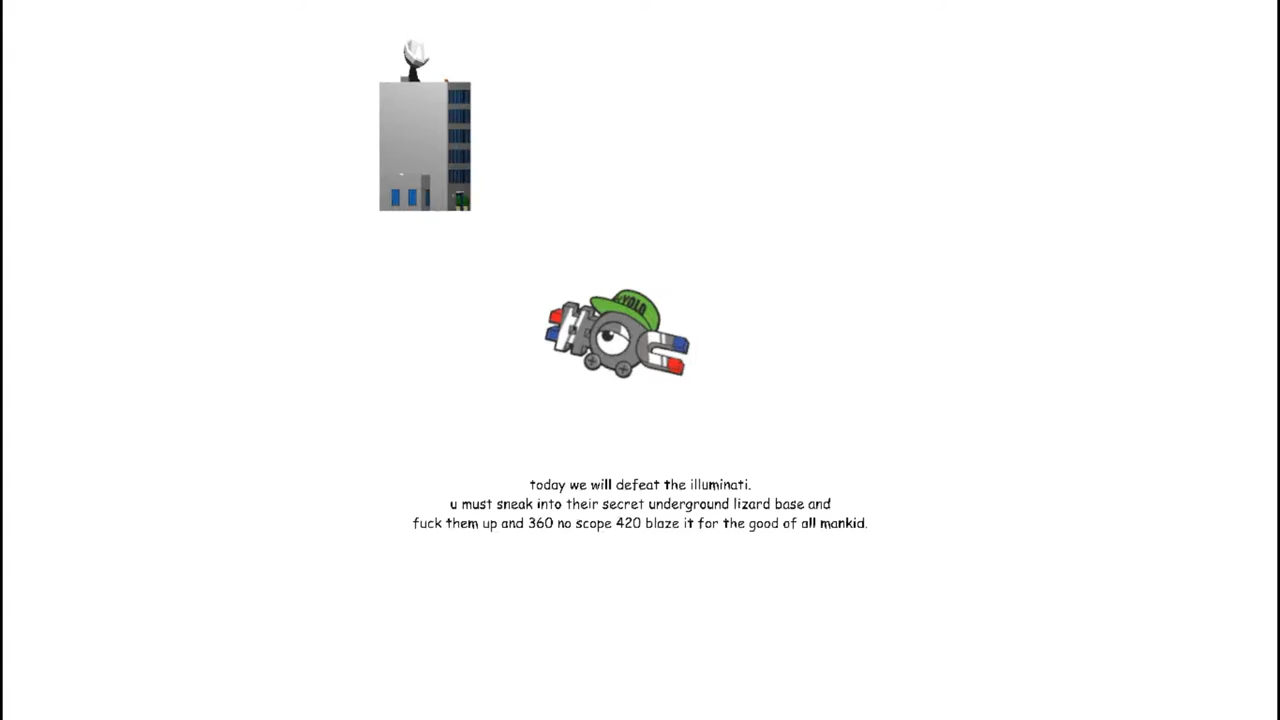 YOLO
today we will defeat the illuminati.
u must sneak into their secret underground lizard base and
fuck them up and 360 no scope 420 blaze it for the good of all mankid.